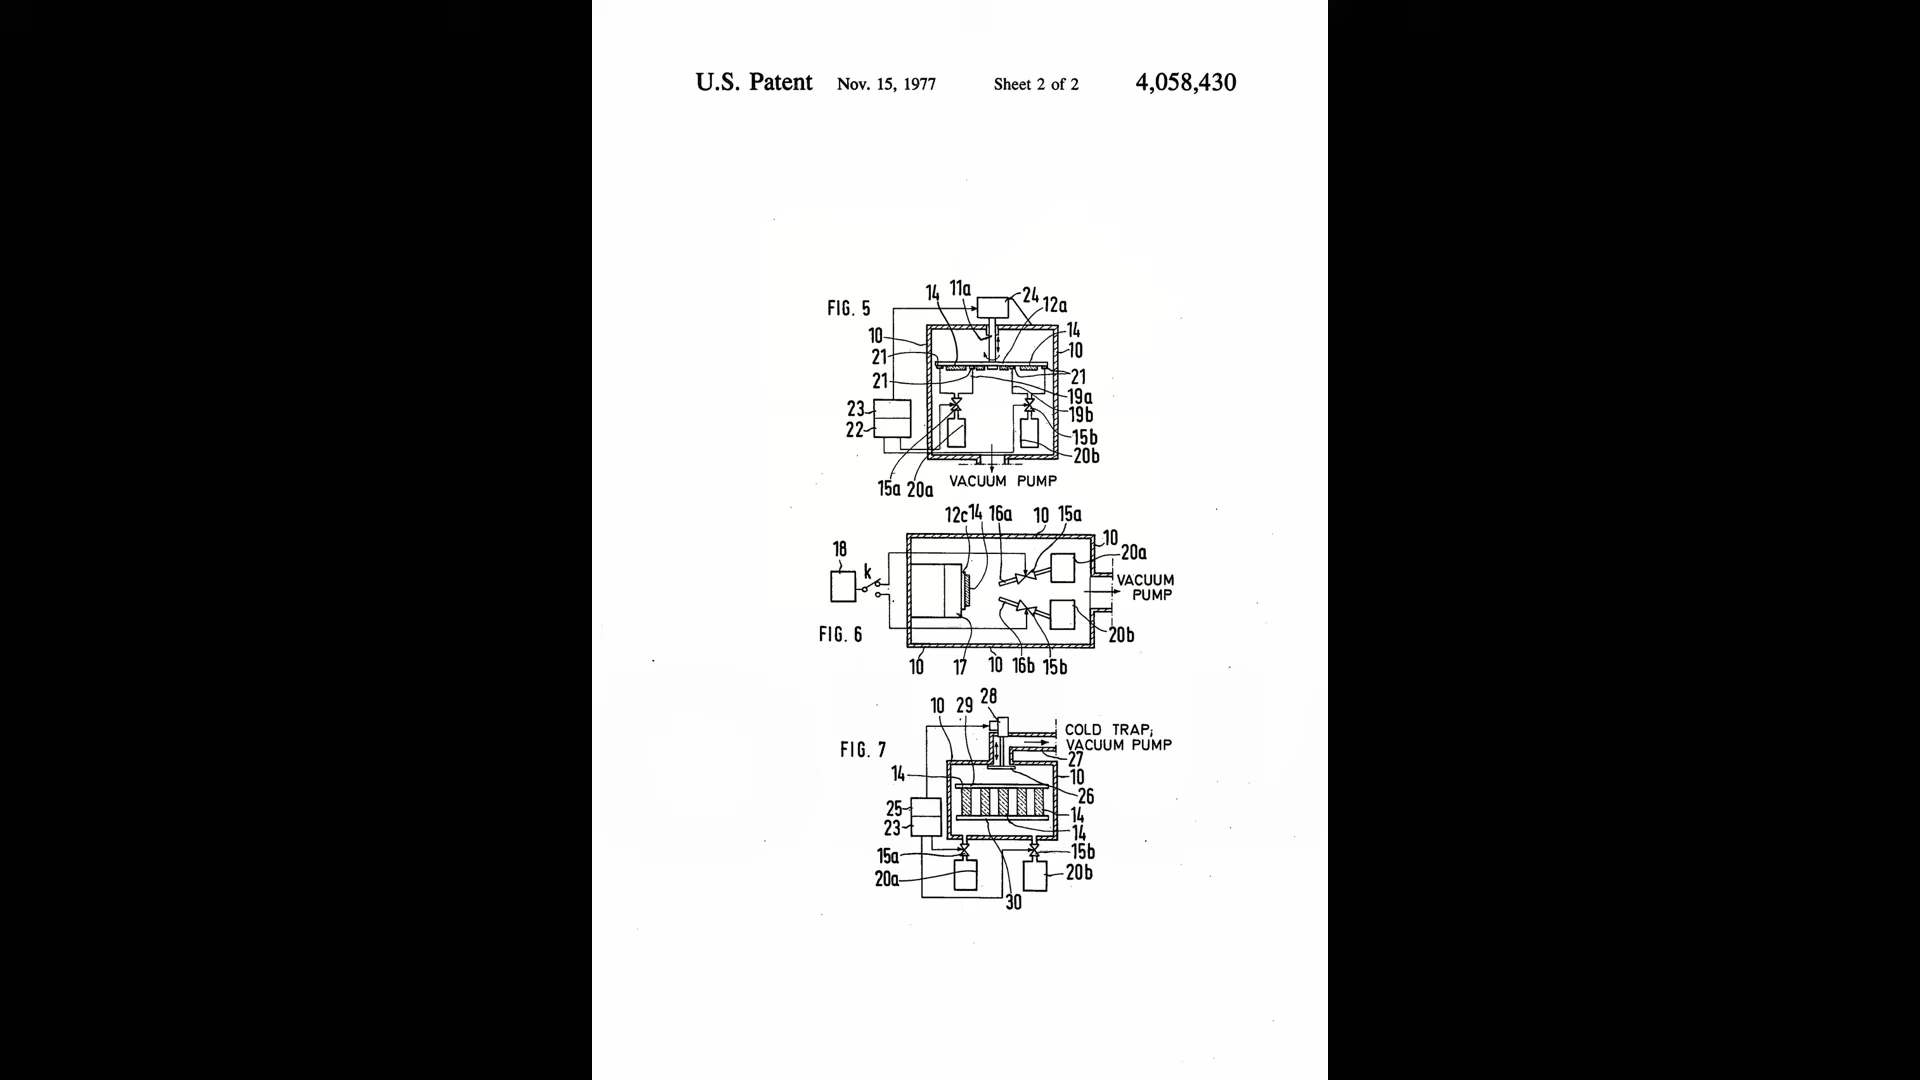 U.S. Patent Nov. 15, 1977 Sheet 2 of 2 4,058,430
FIG. 5
14 11a 24 12a
10 14
21 10
21 21
19a
23 19b
22 15b
20b
15a 20a VACUUM PUMP
12c 14 16a 10 15a
18 k 10
20a
VACUUM
PUMP
FIG. 6 20b
10 17 10 16b 15b
28
10 29
COLD TRAP;
VACUUM PUMP
FIG. 7 27
14 10
26
25 14
23 14
15a 15b
20a 20b
30